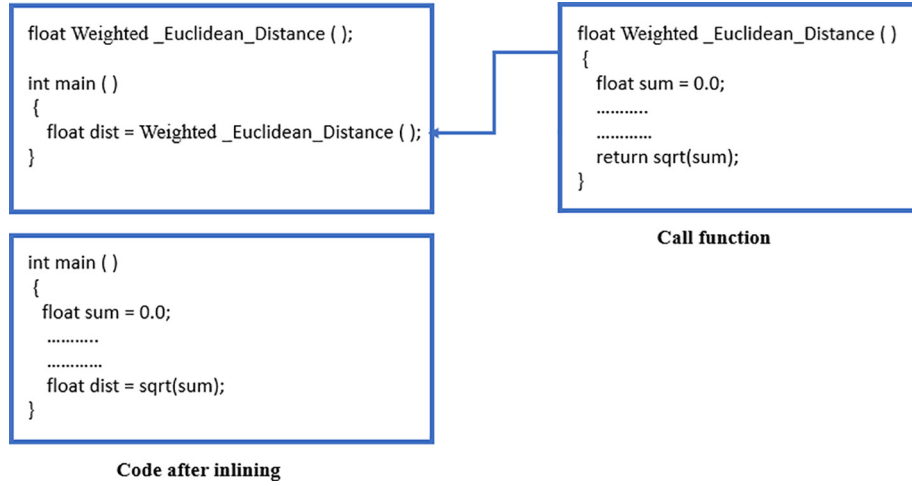 float Weighted _Euclidean_Distance ( );
int main ( )
{
float dist = Weighted _Euclidean_Distance ( );
}
float Weighted _Euclidean_Distance ( )
{
float sum = 0.0;
...........
............
return sqrt(sum);
}
Call function
int main ( )
{
float sum = 0.0;
...........
............
float dist = sqrt(sum);
}
Code after inlining